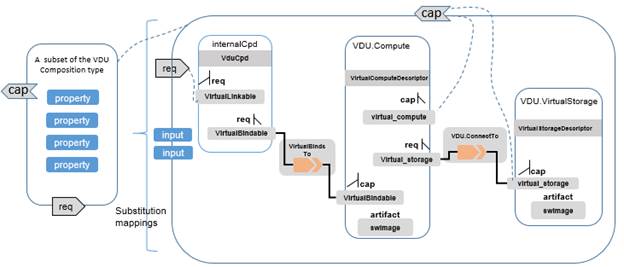 A subset of the VDU
Composition type
cap
property
property
property
property
req
Substitution
mappings
cap
req
input
input
internalCpd
VduCpd
req
VirtualLinkable
req
VirtualBindable
VirtualBinds
To
VDU.Compute
VirtualComputeDescriptor
cap
virtual_compute
req
Virtual_storage
cap
VirtualBindable
artifact
swImage
VDU.ConnectTo
VDU.VirtualStorage
VirtualStorageDescriptor
cap
virtual_storage
artifact
swImage